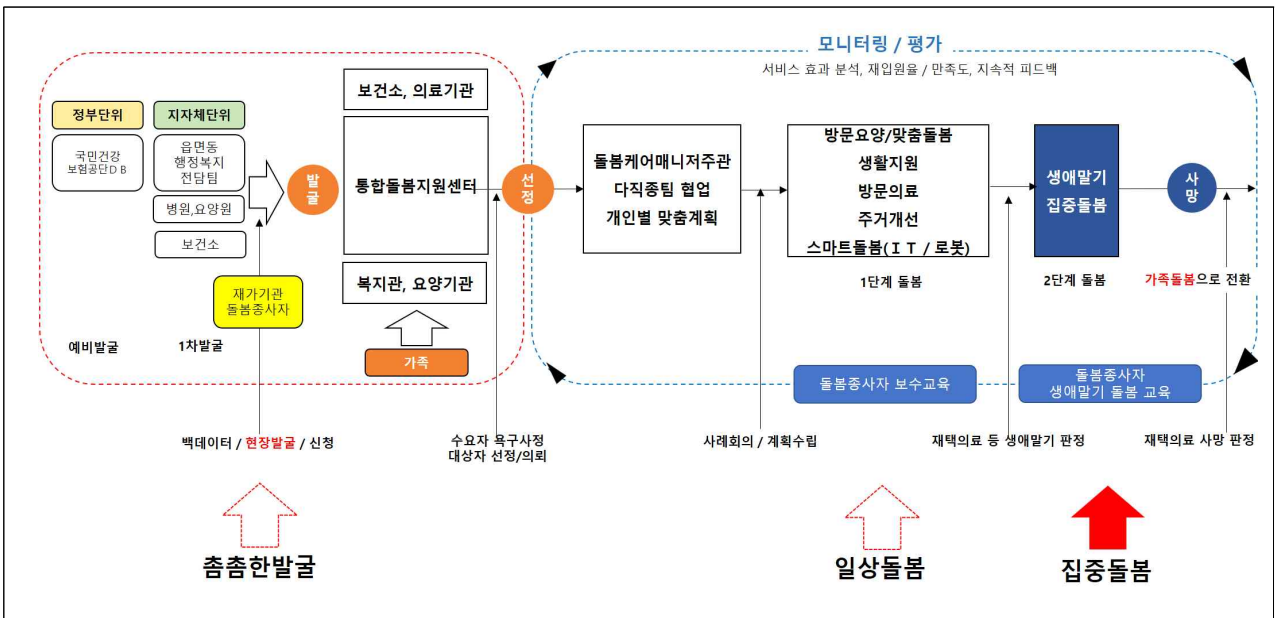 모니터링 / 평가
서비스 효과 분석, 재입원율 / 만족도, 지속적 피드백
정부단위
지자체단위
국민건강
보험공단D B
읍면동
행정복지
전담팀
병원,요양원
보건소
재가기관
돌봄종사자
예비발굴
1차발굴
발굴
보건소, 의료기관
통합돌봄지원센터
복지관, 요양기관
가족
선정
돌봄케어매니저주관
다직종팀 협업
개인별 맞춤계획
방문요양/맞춤돌봄
생활지원
방문의료
주거개선
스마트돌봄(I T / 로봇)
1단계 돌봄
생애말기
집중돌봄
2단계 돌봄
사망
가족돌봄으로 전환
돌봄종사자 보수교육
돌봄종사자
생애말기 돌봄 교육
백데이터 / 현장발굴 / 신청
수요자 욕구사정
대상자 선정/의뢰
사례회의 / 계획수립
재택의료 등 생애말기 판정
재택의료 사망 판정
촘촘한발굴
일상돌봄
집중돌봄